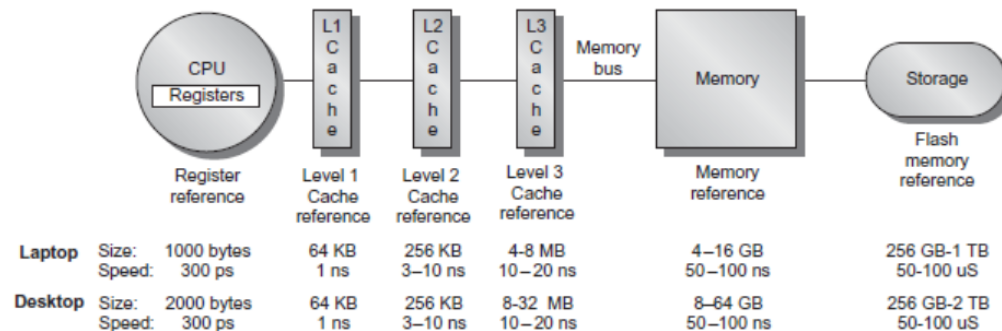 L1 Cache
L2 Cache
L3 Cache
Memory
bus
CPU
Registers
Memory
Storage
Register
reference
Level 1
Cache
reference
Level 2
Cache
reference
Level 3
Cache
reference
Memory
reference
Flash
memory
reference
Laptop Size: 1000 bytes 64 KB 256 KB 4-8 MB 4–16 GB 256 GB-1 TB
Speed: 300 ps 1 ns 3–10 ns 10–20 ns 50–100 ns 50-100 uS
Desktop Size: 2000 bytes 64 KB 256 KB 8-32 MB 8–64 GB 256 GB-2 TB
Speed: 300 ps 1 ns 3–10 ns 10–20 ns 50–100 ns 50-100 uS